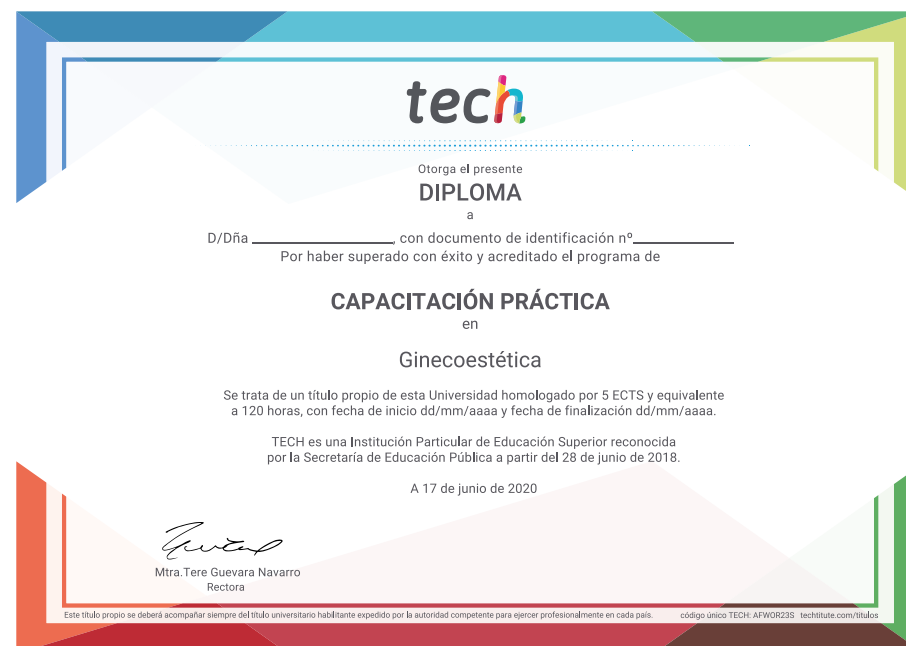 tech
Otorga el presente
DIPLOMA
a
D/Dña ____________________, con documento de identificación nº______________
Por haber superado con éxito y acreditado el programa de
CAPACITACIÓN PRÁCTICA
en
Ginecoestética
Se trata de un título propio de esta Universidad homologado por 5 ECTS y equivalente
a 120 horas, con fecha de inicio dd/mm/aaaa y fecha de finalización dd/mm/aaaa.
TECH es una Institución Particular de Educación Superior reconocida
por la Secretaría de Educación Pública a partir del 28 de junio de 2018.
A 17 de junio de 2020
Mtra.Tere Guevara Navarro
Rectora
Este título propio se deberá acompañar siempre del título universitario habilitante expedido por la autoridad competente para ejercer profesionalmente en cada país. código único TECH: AFWOR23S techtitute.com/titulos